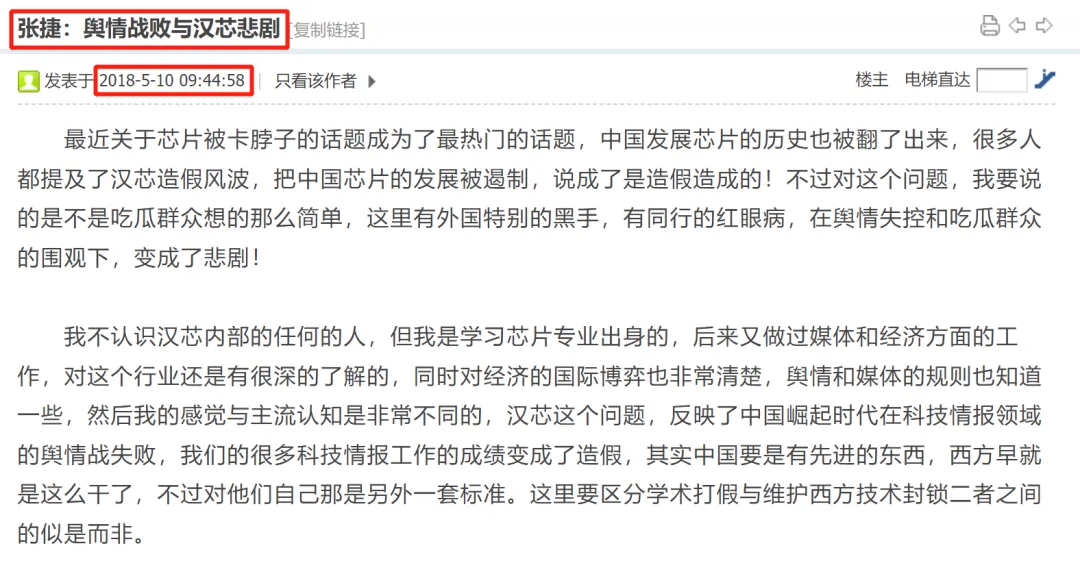 张捷：舆情战败与汉芯悲剧 [复制链接]
发表于 2018-5-10 09:44:58 | 只看该作者 楼主 电梯直达
最近关于芯片被卡脖子的话题成为了最热门的话题，中国发展芯片的历史也被翻了出来，很多人
都提及了汉芯造假风波，把中国芯片的发展被遏制，说成了是造假造成的！不过对这个问题，我要说
的是不是吃瓜群众想的那么简单，这里有外国特别的黑手，有同行的红眼病，在舆情失控和吃瓜群众
的围观下，变成了悲剧！
我不认识汉芯内部的任何的人，但我是学习芯片专业出身的，后来又做过媒体和经济方面的工
作，对这个行业还是有很深的了解的，同时对经济的国际博弈也非常清楚，舆情和媒体的规则也知道
一些，然后我的感觉与主流认知是非常不同的，汉芯这个问题，反映了中国崛起时代在科技情报领域
的舆情战失败，我们的很多科技情报工作的成绩变成了造假，其实中国要是有先进的东西，西方早就
是这么干了，不过对他们自己那是另外一套标准。这里要区分学术打假与维护西方技术封锁二者之间
的似是而非。